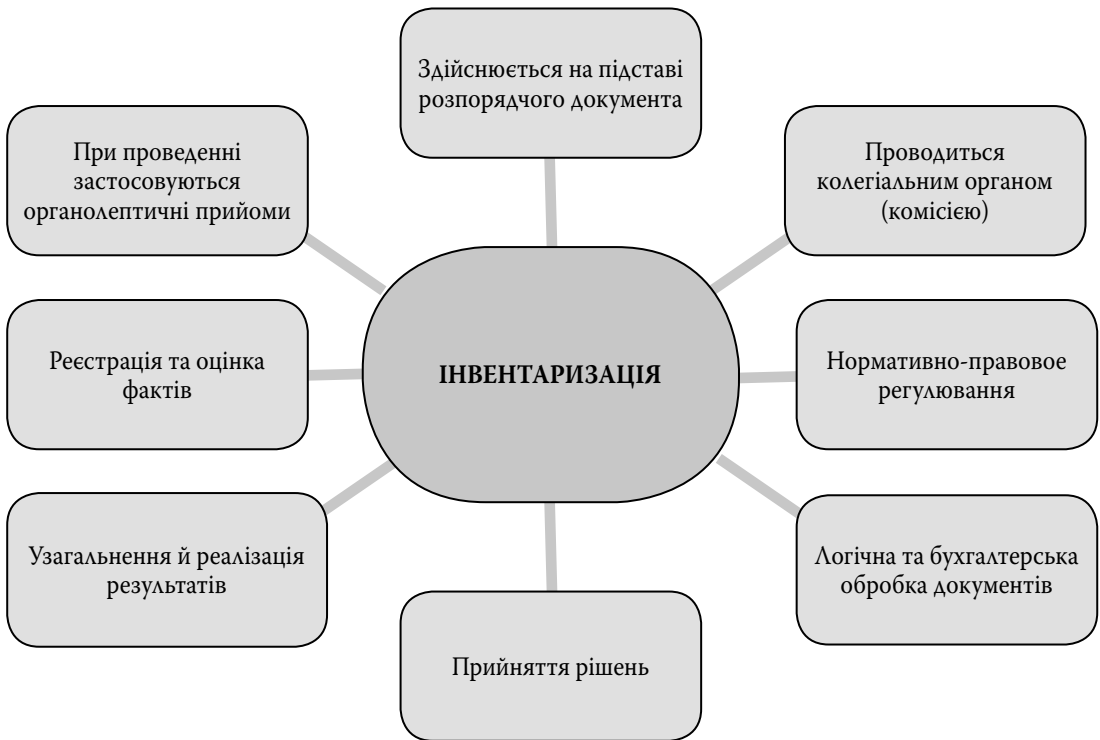 Здійснюється на підставі
розпорядчого документа
При проведенні
застосовуються
органолептичні прийоми
Проводиться
колегіальним органом
(комісією)
Реєстрація та оцінка
фактів
ІНВЕНТАРИЗАЦІЯ
Нормативно-правовое
регулювання
Узагальнення й реалізація
результатів
Логічна та бухгалтерська
обробка документів
Прийняття рішень